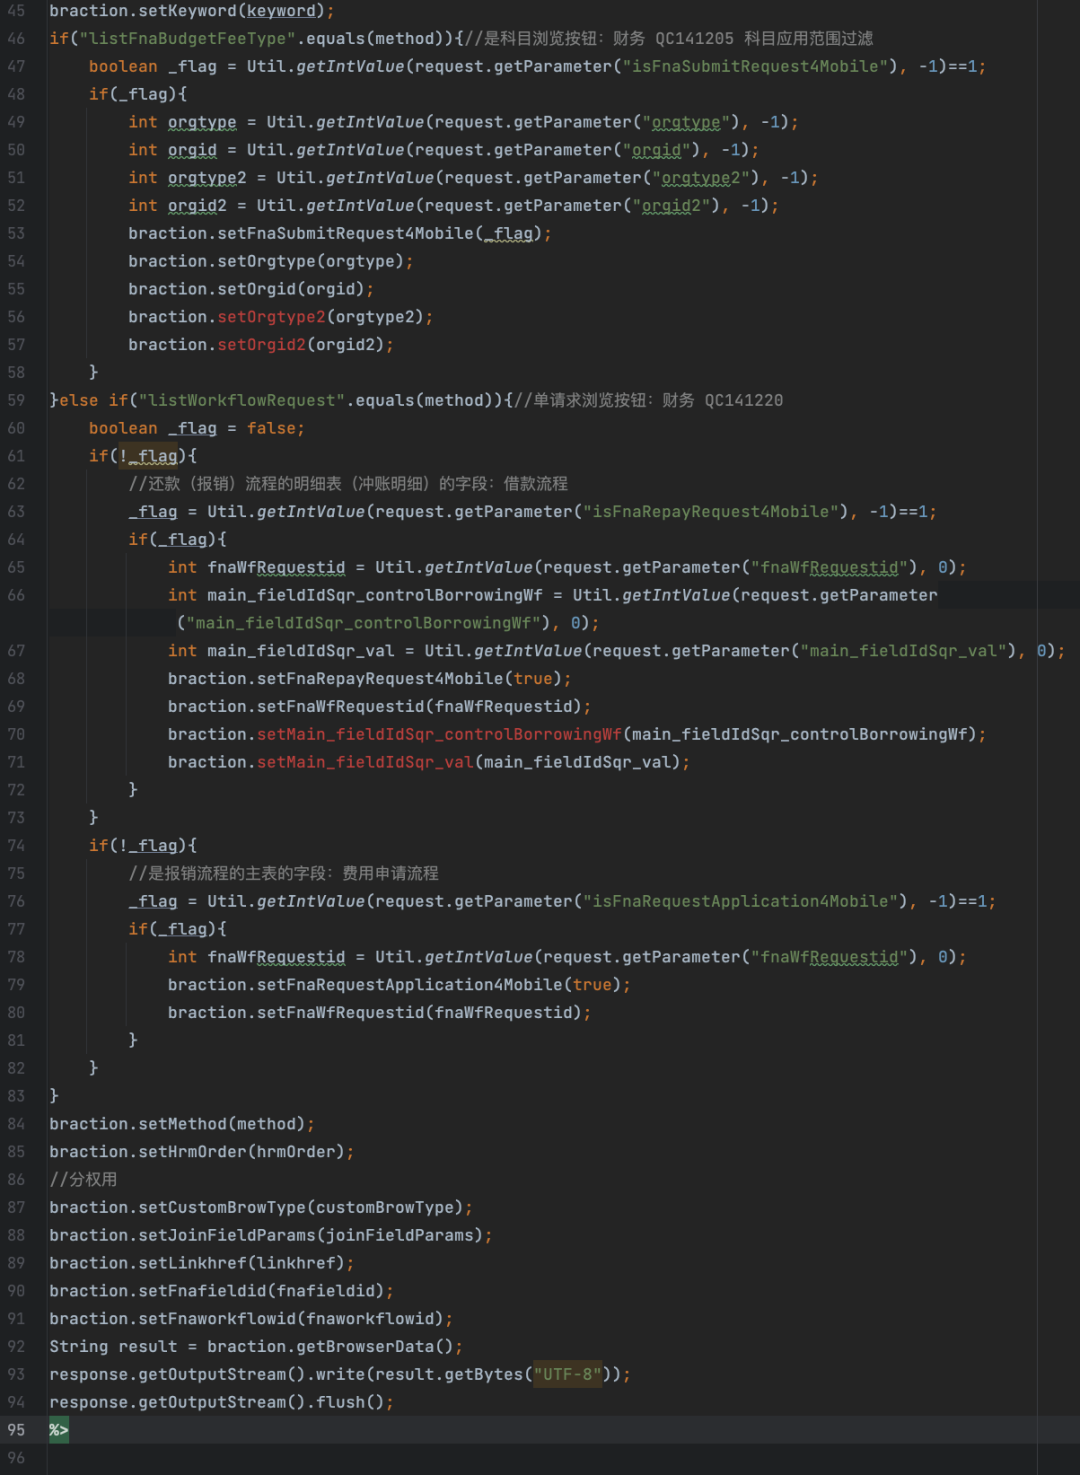 45 braction.setKeyword(keyword);
46 if("listFnaBudgetFeeType".equals(method)){//是科目浏览按钮：财务 QC141205 科目应用范围过滤
47 boolean _flag = Util.getIntValue(request.getParameter("isFnaSubmitRequest4Mobile"), -1)==1;
48 if(_flag){
49 int orgtype = Util.getIntValue(request.getParameter("orgtype"), -1);
50 int orgid = Util.getIntValue(request.getParameter("orgid"), -1);
51 int orgtype2 = Util.getIntValue(request.getParameter("orgtype2"), -1);
52 int orgid2 = Util.getIntValue(request.getParameter("orgid2"), -1);
53 braction.setFnaSubmitRequest4Mobile(_flag);
54 braction.setOrgtype(orgtype);
55 braction.setOrgid(orgid);
56 braction.setOrgtype2(orgtype2);
57 braction.setOrgid2(orgid2);
58 }
59 }else if("listWorkflowRequest".equals(method)){//单请求浏览按钮：财务 QC141220
60 boolean _flag = false;
61 if(!_flag){
62 //还款（报销）流程的明细表（冲账明细）的字段：借款流程
63 _flag = Util.getIntValue(request.getParameter("isFnaRepayRequest4Mobile"), -1)==1;
64 if(_flag){
65 int fnaWfRequestid = Util.getIntValue(request.getParameter("fnaWfRequestid"), 0);
66 int main_fieldIdSqr_controlBorrowingWf = Util.getIntValue(request.getParameter
("main_fieldIdSqr_controlBorrowingWf"), 0);
67 int main_fieldIdSqr_val = Util.getIntValue(request.getParameter("main_fieldIdSqr_val"), 0);
68 braction.setFnaRepayRequest4Mobile(true);
69 braction.setFnaWfRequestid(fnaWfRequestid);
70 braction.setMain_fieldIdSqr_controlBorrowingWf(main_fieldIdSqr_controlBorrowingWf);
71 braction.setMain_fieldIdSqr_val(main_fieldIdSqr_val);
72 }
73 }
74 if(!_flag){
75 //是报销流程的主表的字段：费用申请流程
76 _flag = Util.getIntValue(request.getParameter("isFnaRequestApplication4Mobile"), -1)==1;
77 if(_flag){
78 int fnaWfRequestid = Util.getIntValue(request.getParameter("fnaWfRequestid"), 0);
79 braction.setFnaRequestApplication4Mobile(true);
80 braction.setFnaWfRequestid(fnaWfRequestid);
81 }
82 }
83 }
84 braction.setMethod(method);
85 braction.setHrmOrder(hrmOrder);
86 //分权用
87 braction.setCustomBrowType(customBrowType);
88 braction.setJoinFieldParams(joinFieldParams);
89 braction.setLinkhref(linkhref);
90 braction.setFnafieldid(fnafieldid);
91 braction.setFnaworkflowid(fnaworkflowid);
92 String result = braction.getBrowserData();
93 response.getOutputStream().write(result.getBytes("UTF-8"));
94 response.getOutputStream().flush();
95 %>
96